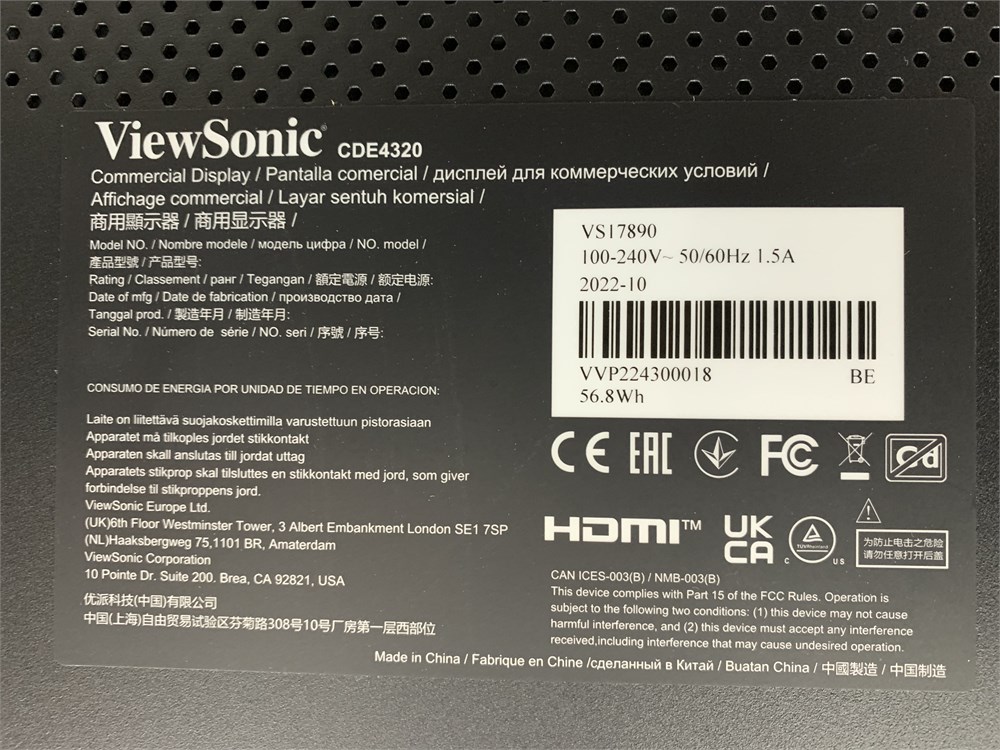 ViewSonic® CDE4320
Commercial Display / Pantalla comercial / дисплей для коммерческих условий /
Affichage commercial / Layar sentuh komersial /
商用顯示器 / 商用显示器 /
Model NO. / Nombre modele / модель цифра / NO. model /
產品型號 / 产品型号:
Rating / Classement / ранг / Tegangan / 額定電源 / 额定电源:
Date of mfg / Date de fabrication / производство дата /
Tanggal prod. / 製造年月 / 制造年月:
Serial No. / Número de série / NO. seri / 序號 / 序号:
VS17890
100-240V~ 50/60Hz 1.5A
2022-10
VVP224300018 BE
56.8Wh
CONSUMO DE ENERGIA POR UNIDAD DE TIEMPO EN OPERACION:
Laite on liitettävä suojakoskettimilla varustettuun pistorasiaan
Apparatet må tilkoples jordet stikkontakt
Apparaten skall anslutas till jordat uttag
Apparatets stikprop skal tilsluttes en stikkontakt med jord, som giver
forbindelse til stikproppens jord.
ViewSonic Europe Ltd.
(UK)6th Floor Westminster Tower, 3 Albert Embankment London SE1 7SP
(NL)Haaksbergweg 75,1101 BR, Amsterdam
ViewSonic Corporation
10 Pointe Dr. Suite 200. Brea, CA 92821, USA
优派科技(中国)有限公司
中国(上海)自由贸易试验区芬菊路308号10号厂房第一层西部位
CE EAC FC Cd
HDMI™ UK
CA
TÜVRheinland
C US
为防止电击之危险
请勿任意打开后盖
CAN ICES-003(B) / NMB-003(B)
This device complies with Part 15 of the FCC Rules. Operation is
subject to the following two conditions: (1) this device may not cause
harmful interference, and (2) this device must accept any interference
received,including interference that may cause undesired operation.
Made in China / Fabrique en Chine /сделанный в Китай / Buatan China / 中國製造 / 中国制造